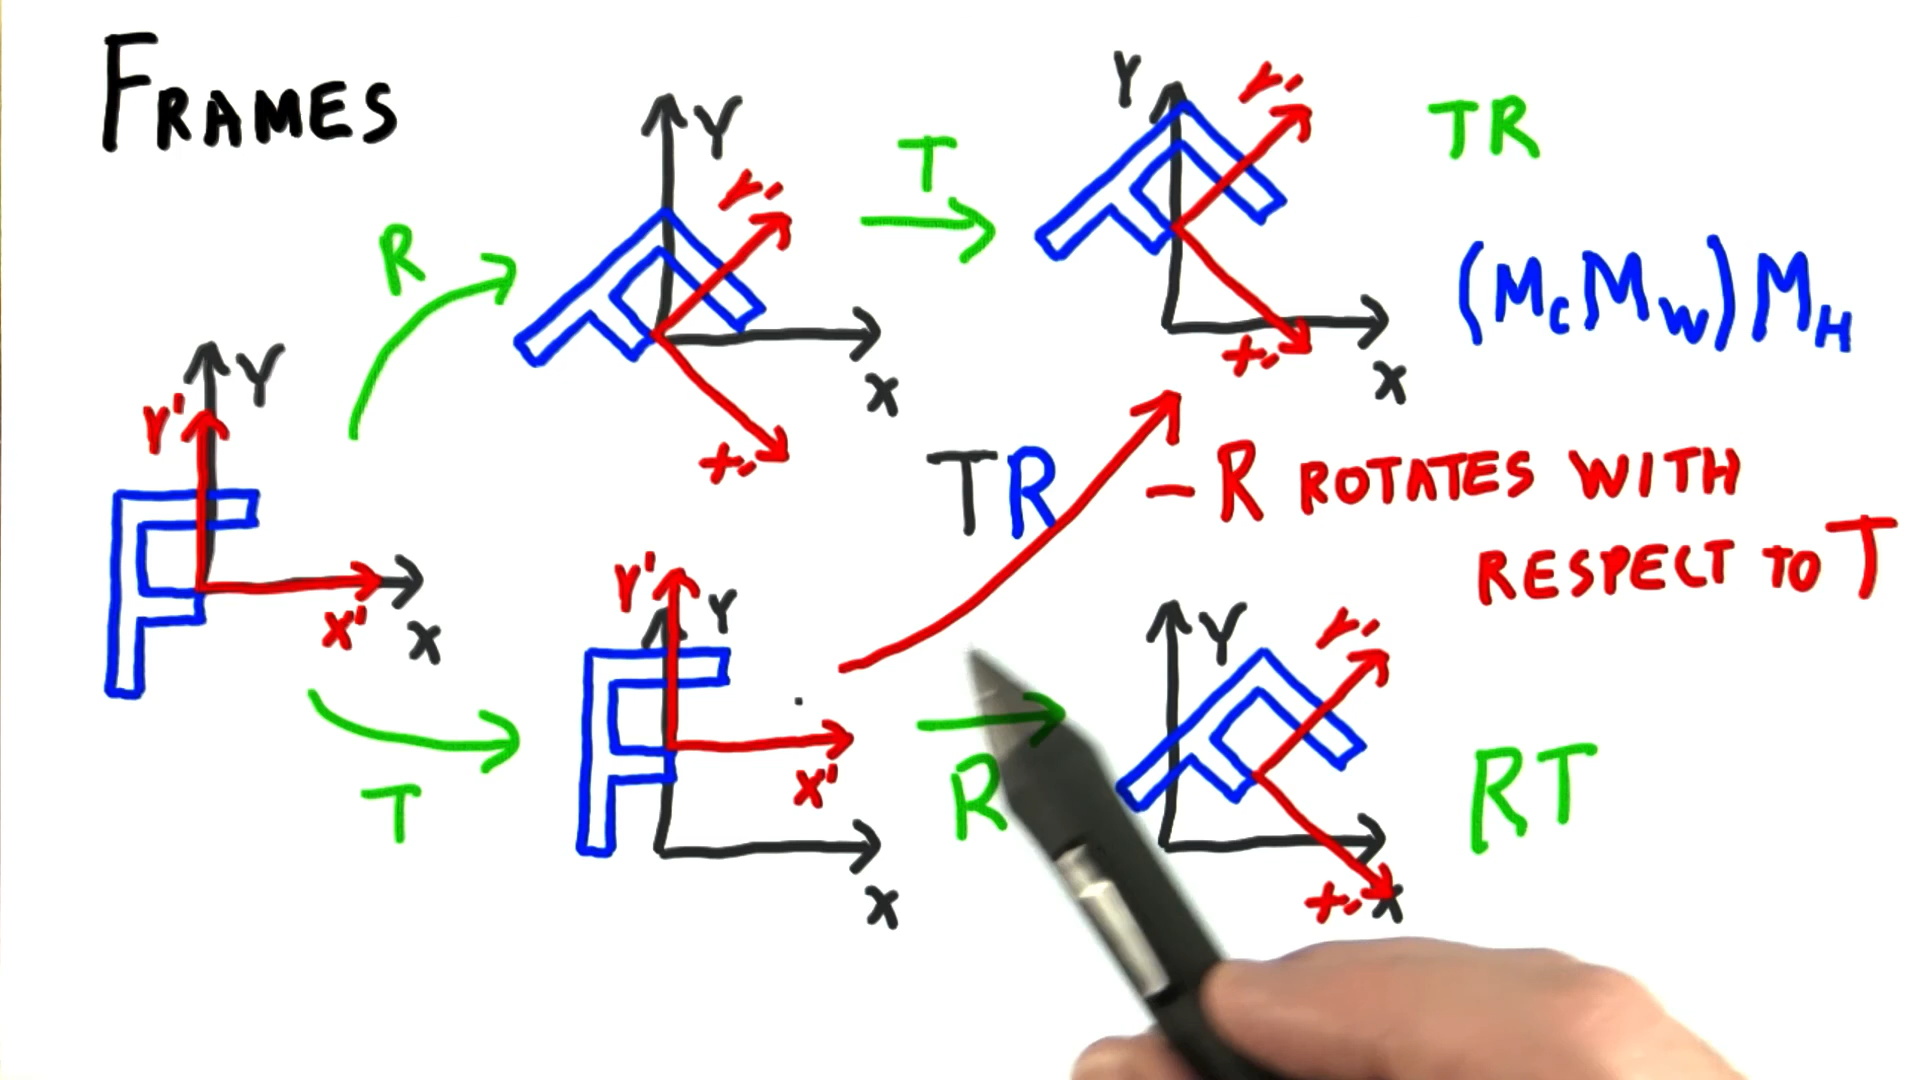 FRAMES
Y
Y'
T
Y
Y'
TR
R
(McMw)MH
X'
X
X
X'
Y
Y'
X'
X
TR
- R ROTATES WITH
RESPECT TO T
Y'
Y
X'
X
T
R
Y
Y'
X'
X
RT